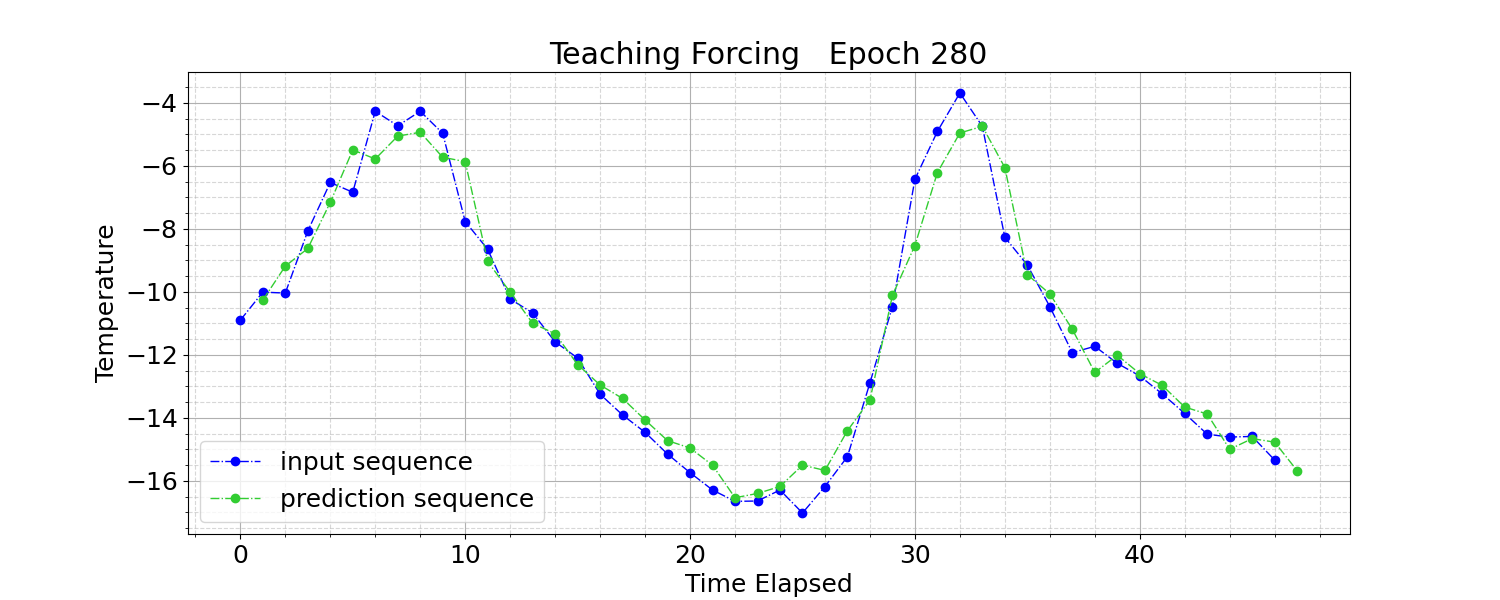 Teaching Forcing   Epoch 280
−4
−6
−8
−10
−12
−14
−16
Temperature
input sequence
prediction sequence
0 10 20 30 40
Time Elapsed